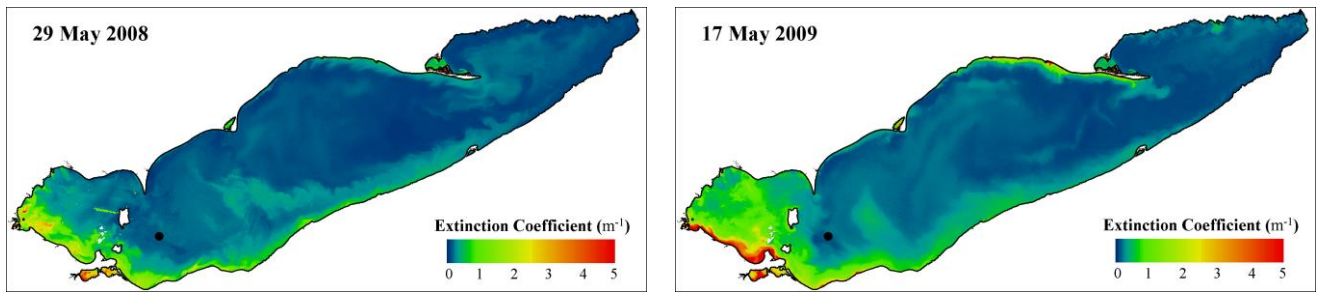 29 May 2008
Extinction Coefficient (m⁻¹)
0 1 2 3 4 5
17 May 2009
Extinction Coefficient (m⁻¹)
0 1 2 3 4 5